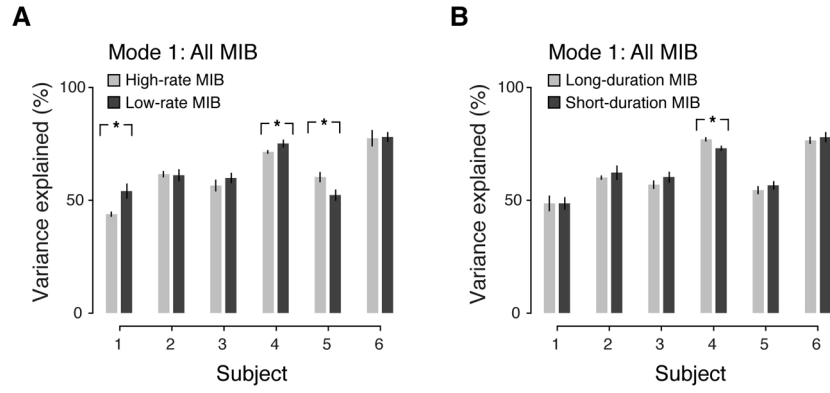 A
Mode 1: All MIB
High-rate MIB
Low-rate MIB
Variance explained (%)
100
50
0
* * *
1 2 3 4 5 6
Subject
B
Mode 1: All MIB
Long-duration MIB
Short-duration MIB
Variance explained (%)
100
50
0
*
1 2 3 4 5 6
Subject